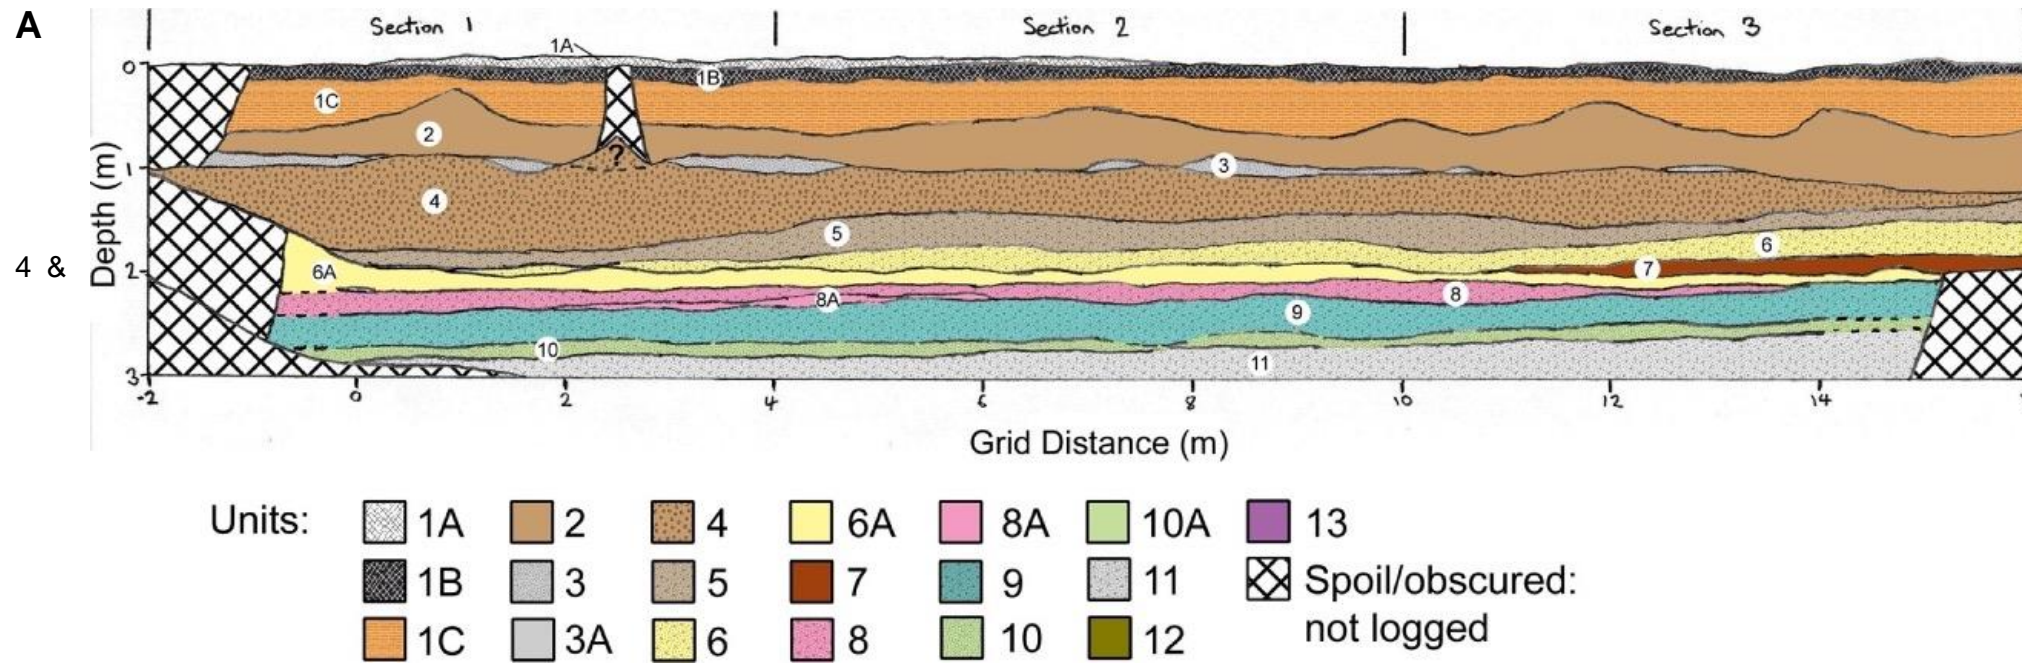 A
Section 1 Section 2 Section 3
1A
0
1B
1C
2
?
3
1
4
5
6
4 &
Depth (m)
2
6A
7
8A
8
9
10
11
3
-2 0 2 4 6 8 10 12 14
Grid Distance (m)
Units:
1A 2 4 6A 8A 10A 13
1B 3 5 7 9 11 Spoil/obscured:
not logged
1C 3A 6 8 10 12